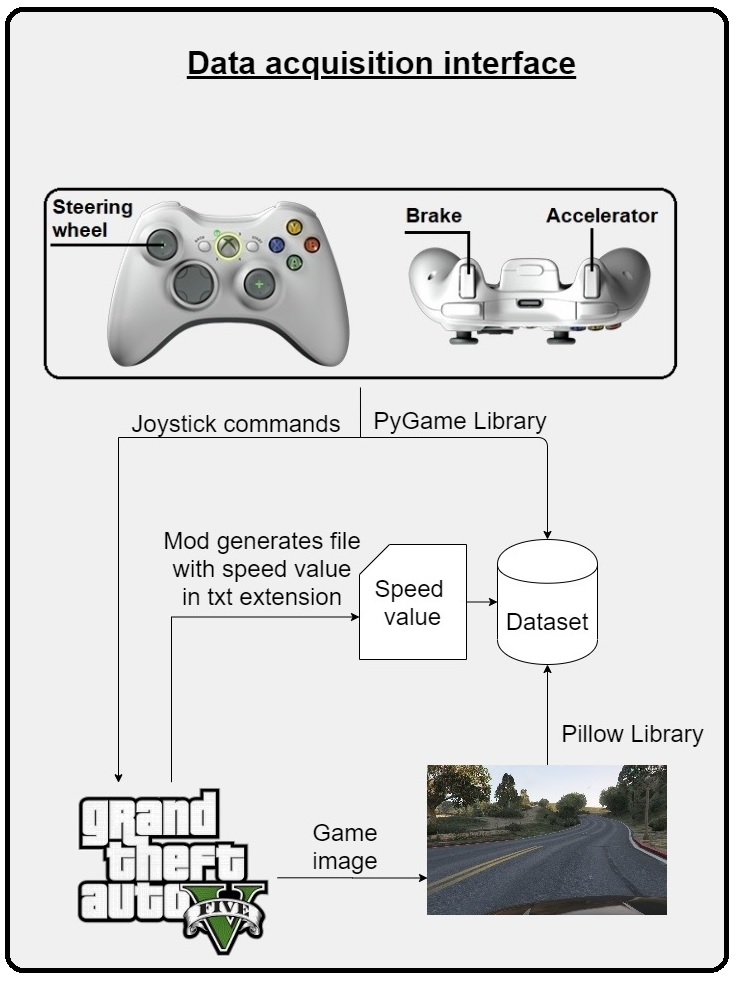 Data acquisition interface
Steering
wheel
Brake
Accelerator
X
Y
B
A
Joystick commands
PyGame Library
Mod generates file
with speed value
in txt extension
Speed
value
Dataset
Pillow Library
grand
theft
auto
V
FIVE
Game
image